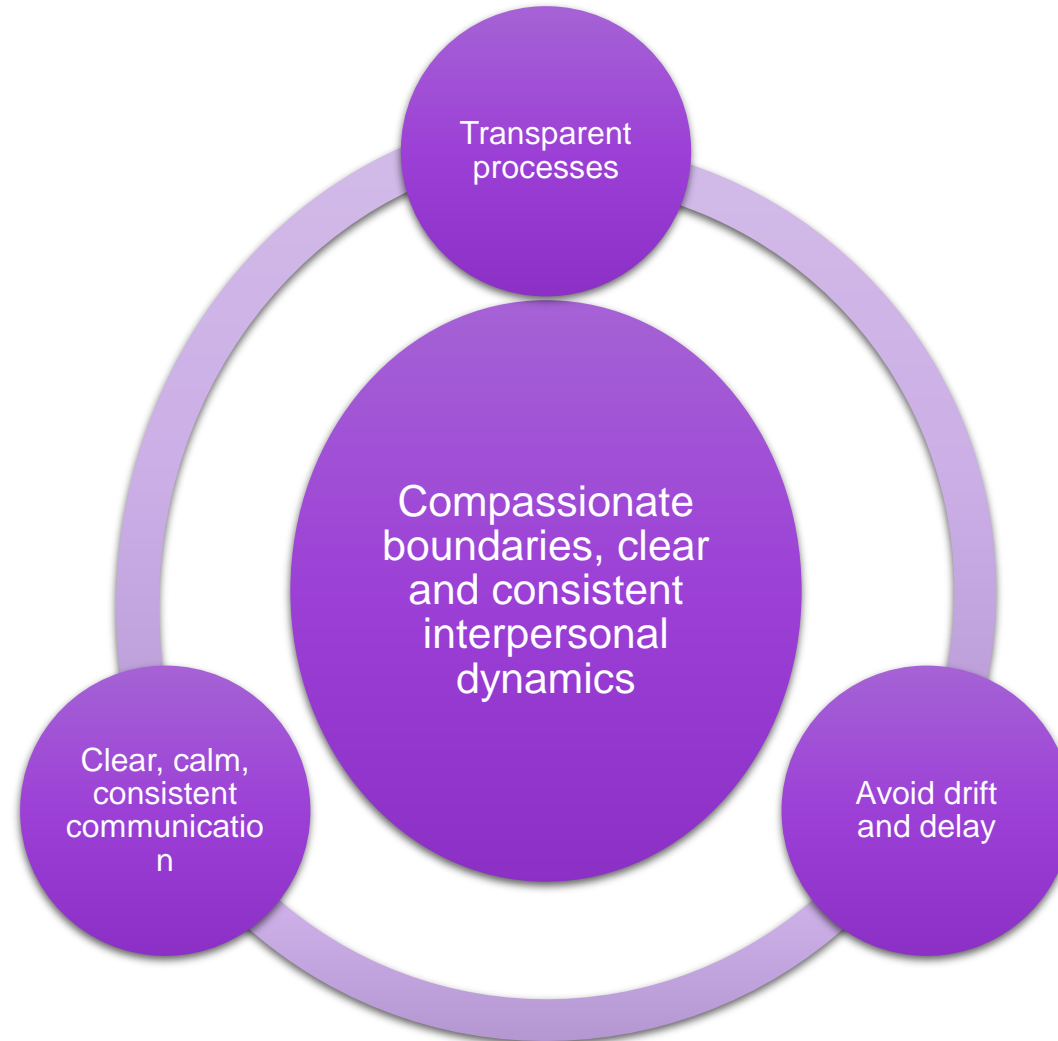 Transparent
processes
Compassionate
boundaries, clear
and consistent
interpersonal
dynamics
Clear, calm,
consistent
communicatio
n
Avoid drift
and delay